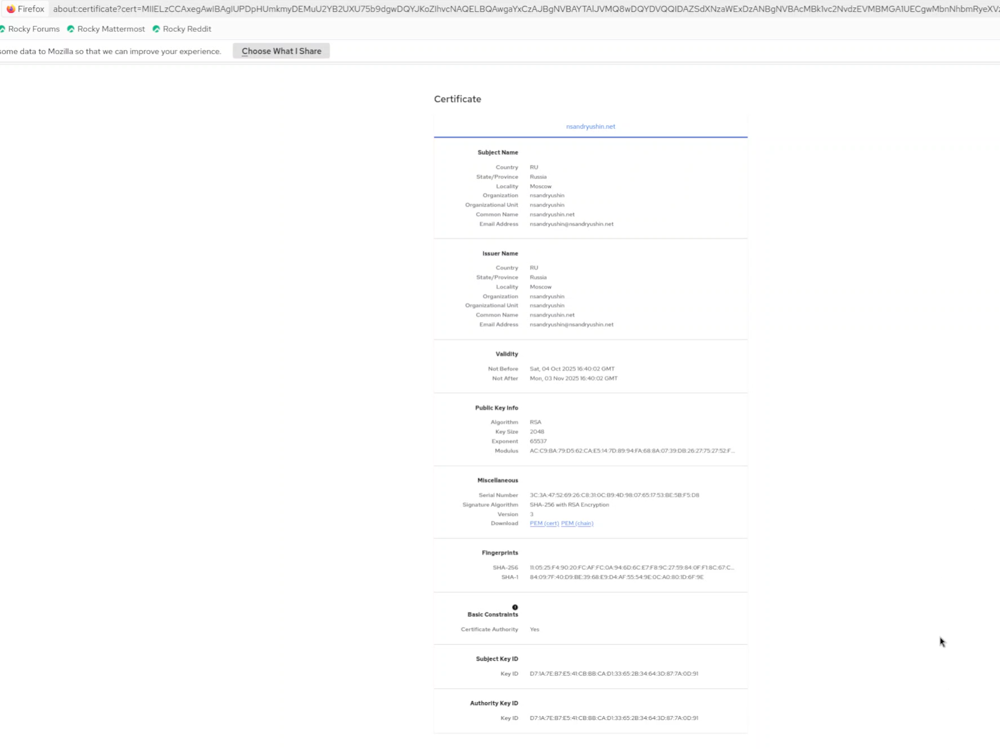 Firefox about:certificate?cert=MIIELzCCAxegAwIBAgIUPDpHUmkmyDEMuU2YB2UXU75b9dgwDQYJKoZIhvcNAQELBQAwgaYxCzAJBgNVBAYTAlJVMQ8wDQYDVQQIDAZSdXNzaWExDzANBgNVBAcMBk1vc2NvdzEVMBMGA1UECgwMbnNhbmRyeXVz
Rocky Forums Rocky Mattermost Rocky Reddit
some data to Mozilla so that we can improve your experience. Choose What I Share
Certificate
nsandryushin.net
Subject Name
Country RU
State/Province Russia
Locality Moscow
Organization nsandryushin
Organizational Unit nsandryushin
Common Name nsandryushin.net
Email Address nsandryushin@nsandryushin.net
Issuer Name
Country RU
State/Province Russia
Locality Moscow
Organization nsandryushin
Organizational Unit nsandryushin
Common Name nsandryushin.net
Email Address nsandryushin@nsandryushin.net
Validity
Not Before Sat, 04 Oct 2025 16:40:02 GMT
Not After Mon, 03 Nov 2025 16:40:02 GMT
Public Key Info
Algorithm RSA
Key Size 2048
Exponent 65537
Modulus AC:C9:BA:79:D5:62:CA:E5:14:7D:89:94:FA:68:8A:07:39:DB:26:27:75:27:52:F...
Miscellaneous
Serial Number 3C:3A:47:52:69:26:C8:31:0C:B9:4D:98:07:65:17:53:BE:5B:F5:D8
Signature Algorithm SHA-256 with RSA Encryption
Version 3
Download PEM (cert) PEM (chain)
Fingerprints
SHA-256 11:05:25:F4:90:20:FC:AF:FC:0A:94:6D:6C:E7:F8:9C:27:59:84:0F:F1:8C:67:C...
SHA-1 84:09:7F:40:D9:BE:39:68:E9:D4:AF:55:54:9E:0C:A0:80:1D:6F:9E
Basic Constraints
Certificate Authority Yes
Subject Key ID
Key ID D7:1A:7E:B7:E5:41:CB:BB:CA:D1:33:65:2B:34:64:3D:87:7A:0D:91
Authority Key ID
Key ID D7:1A:7E:B7:E5:41:CB:BB:CA:D1:33:65:2B:34:64:3D:87:7A:0D:91